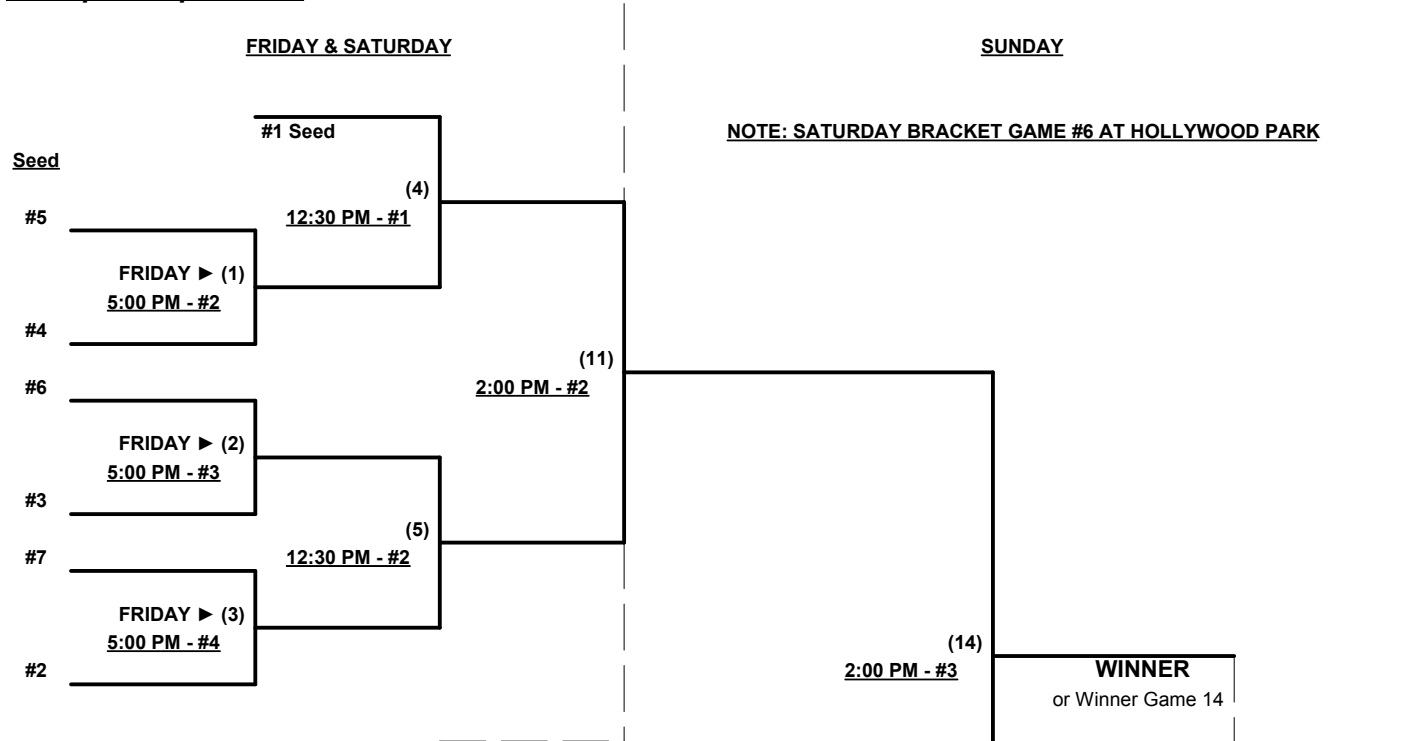 FRIDAY & SATURDAY
SUNDAY
#1 Seed
NOTE: SATURDAY BRACKET GAME #6 AT HOLLYWOOD PARK
Seed
(4)
#5
12:30 PM - #1
FRIDAY ► (1)
5:00 PM - #2
#4
(11)
#6
2:00 PM - #2
FRIDAY ► (2)
5:00 PM - #3
#3
(5)
#7
12:30 PM - #2
FRIDAY ► (3)
5:00 PM - #4
(14)
#2
2:00 PM - #3
WINNER
or Winner Game 14